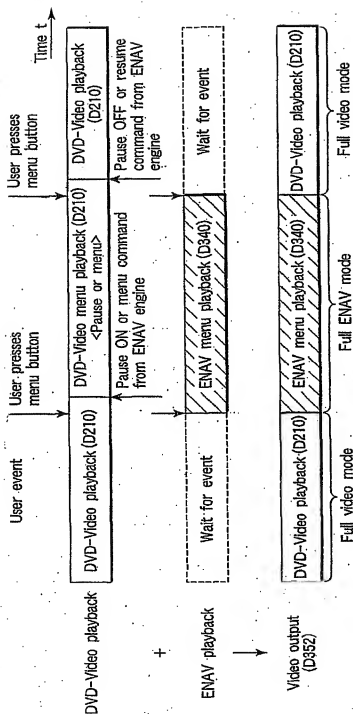 Time t
User event
User presses
menu button
User presses
menu button
DVD-Video playback
DVD-Video playback (D210)
DVD-Video menu playback (D210)
<Pause or menu>
DVD-Video playback
(D210)
Pause ON or menu command
from ENAV engine
Pause OFF or resume
command from ENAV
engine
+
ENAV playback
Wait for event
ENAV menu playback (D340)
Wait for event
Video output
(D352)
DVD-Video playback (D210)
ENAV menu playback (D340)
DVD-Video playback (D210)
Full video mode
Full ENAV mode
Full video mode